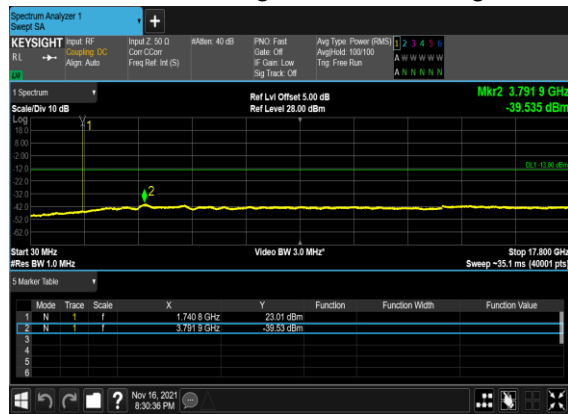 Spectrum Analyzer 1
Swept SA
KEYSIGHT Input: RF Input Z: 50 Ω #Atten: 40 dB PNO: Fast Avg Type: Power (RMS) 1 2 3 4 5 6
RL Coupling: DC Corr CCorr Gate: Off Avg|Hold: 100/100 A W W W W W
Align: Auto Freq Ref: Int (S) IF Gain: Low Trig: Free Run
Sig Track: Off A N N N N N
1 Spectrum Ref Lvl Offset 5.00 dB Mkr2 3.791 9 GHz
Scale/Div 10 dB Ref Level 28.00 dBm -39.535 dBm
Log
1
18.0
8.00
-2.00
-12.0 DL1 -13.00 dBm
-22.0
2
-32.0
-42.0
-52.0
-62.0
Start 30 MHz Video BW 3.0 MHz* Stop 17.800 GHz
#Res BW 1.0 MHz Sweep ~35.1 ms (40001 pts)
5 Marker Table
Mode Trace Scale X Y Function Function Width Function Value
1 N 1 f 1.740 8 GHz 23.01 dBm
2 N 1 f 3.791 9 GHz -39.53 dBm
3
4
5
6
? Nov 16, 2021
8:30:36 PM